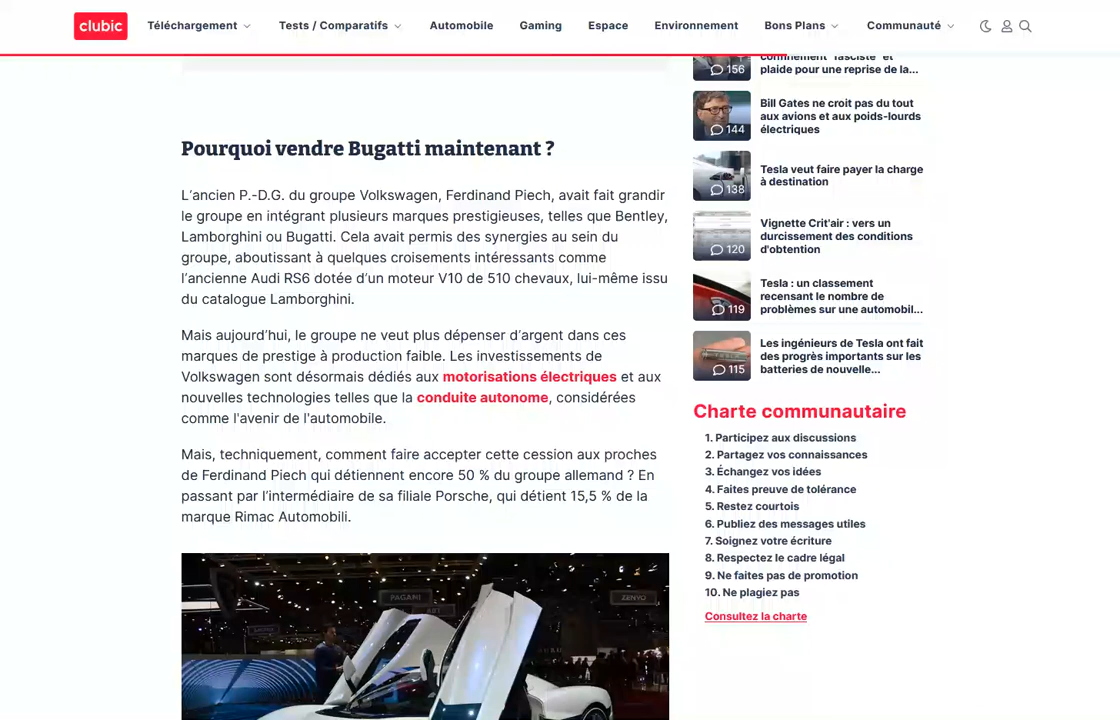 clubic
Téléchargement
Tests / Comparatifs
Automobile
Gaming
Espace
Environnement
Bons Plans
Communauté
Pourquoi vendre Bugatti maintenant ?
L'ancien P.-D.G. du groupe Volkswagen, Ferdinand Piech, avait fait grandir
le groupe en intégrant plusieurs marques prestigieuses, telles que Bentley,
Lamborghini ou Bugatti. Cela avait permis des synergies au sein du
groupe, aboutissant à quelques croisements intéressants comme
l'ancienne Audi RS6 dotée d'un moteur V10 de 510 chevaux, lui-même issu
du catalogue Lamborghini.
Mais aujourd'hui, le groupe ne veut plus dépenser d'argent dans ces
marques de prestige à production faible. Les investissements de
Volkswagen sont désormais dédiés aux motorisations électriques et aux
nouvelles technologies telles que la conduite autonome, considérées
comme l'avenir de l'automobile.
Mais, techniquement, comment faire accepter cette cession aux proches
de Ferdinand Piech qui détiennent encore 50 % du groupe allemand ? En
passant par l'intermédiaire de sa filiale Porsche, qui détient 15,5 % de la
marque Rimac Automobili.
PAGANI
ZENVO
confinement "fasciste" et
plaide pour une reprise de la...
156
Bill Gates ne croit pas du tout
aux avions et aux poids-lourds
électriques
144
Tesla veut faire payer la charge
à destination
138
Vignette Crit'air : vers un
durcissement des conditions
d'obtention
120
Tesla : un classement
recensant le nombre de
problèmes sur une automobil...
119
Les ingénieurs de Tesla ont fait
des progrès importants sur les
batteries de nouvelle...
115
Charte communautaire
1. Participez aux discussions
2. Partagez vos connaissances
3. Échangez vos idées
4. Faites preuve de tolérance
5. Restez courtois
6. Publiez des messages utiles
7. Soignez votre écriture
8. Respectez le cadre légal
9. Ne faites pas de promotion
10. Ne plagiez pas
Consultez la charte